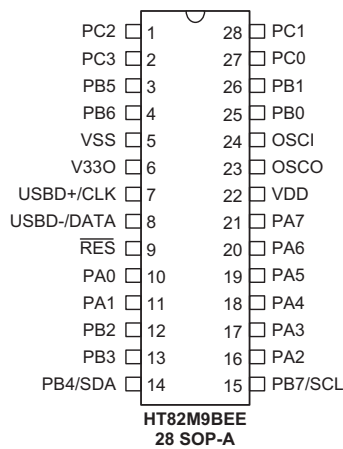 PC2 1 28 PC1
PC3 2 27 PC0
PB5 3 26 PB1
PB6 4 25 PB0
VSS 5 24 OSCI
V33O 6 23 OSCO
USBD+/CLK 7 22 VDD
USBD-/DATA 8 21 PA7
RES 9 20 PA6
PA0 10 19 PA5
PA1 11 18 PA4
PB2 12 17 PA3
PB3 13 16 PA2
PB4/SDA 14 15 PB7/SCL
HT82M9BEE
28 SOP-A